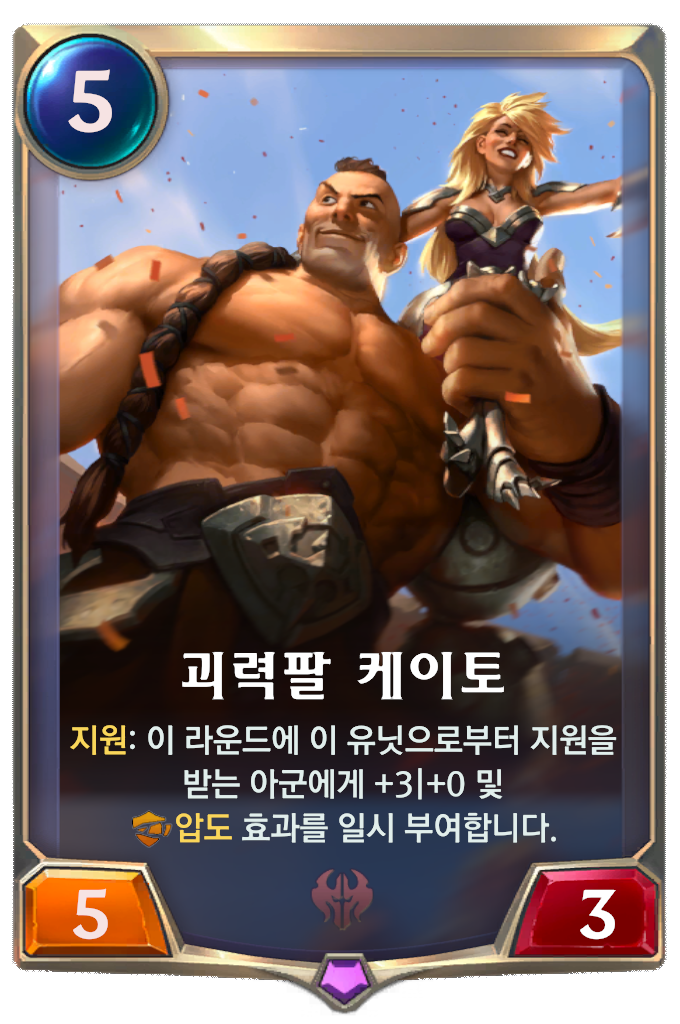 5
괴력팔 케이토
지원: 이 라운드에 이 유닛으로부터 지원을
받는 아군에게 +3|+0 및
압도 효과를 일시 부여합니다.
5
3